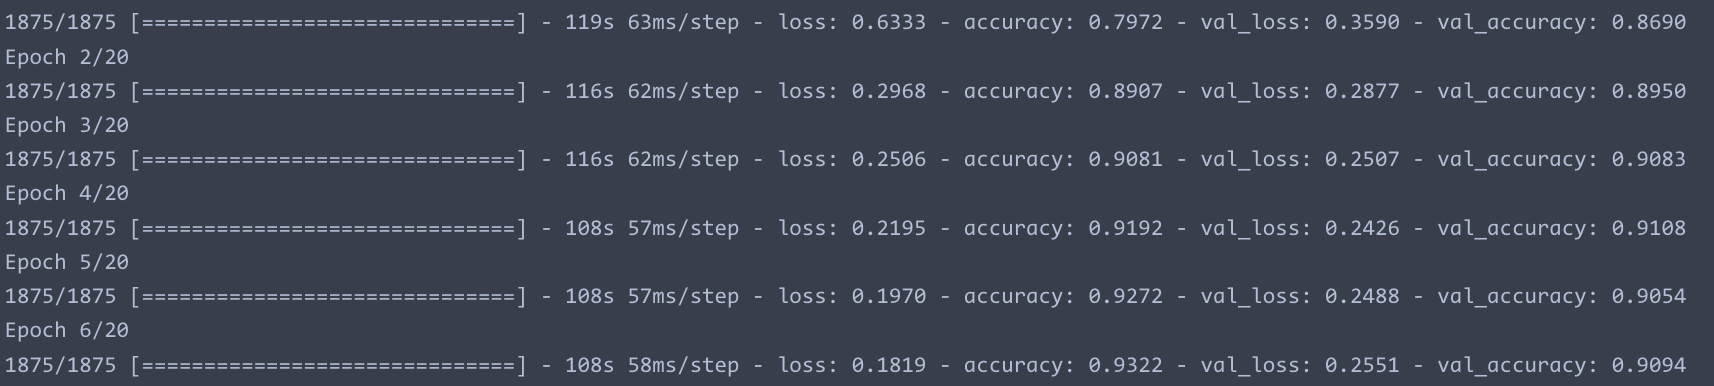 1875/1875 [==============================] - 119s 63ms/step - loss: 0.6333 - accuracy: 0.7972 - val_loss: 0.3590 - val_accuracy: 0.8690
Epoch 2/20
1875/1875 [==============================] - 116s 62ms/step - loss: 0.2968 - accuracy: 0.8907 - val_loss: 0.2877 - val_accuracy: 0.8950
Epoch 3/20
1875/1875 [==============================] - 116s 62ms/step - loss: 0.2506 - accuracy: 0.9081 - val_loss: 0.2507 - val_accuracy: 0.9083
Epoch 4/20
1875/1875 [==============================] - 108s 57ms/step - loss: 0.2195 - accuracy: 0.9192 - val_loss: 0.2426 - val_accuracy: 0.9108
Epoch 5/20
1875/1875 [==============================] - 108s 57ms/step - loss: 0.1970 - accuracy: 0.9272 - val_loss: 0.2488 - val_accuracy: 0.9054
Epoch 6/20
1875/1875 [==============================] - 108s 58ms/step - loss: 0.1819 - accuracy: 0.9322 - val_loss: 0.2551 - val_accuracy: 0.9094